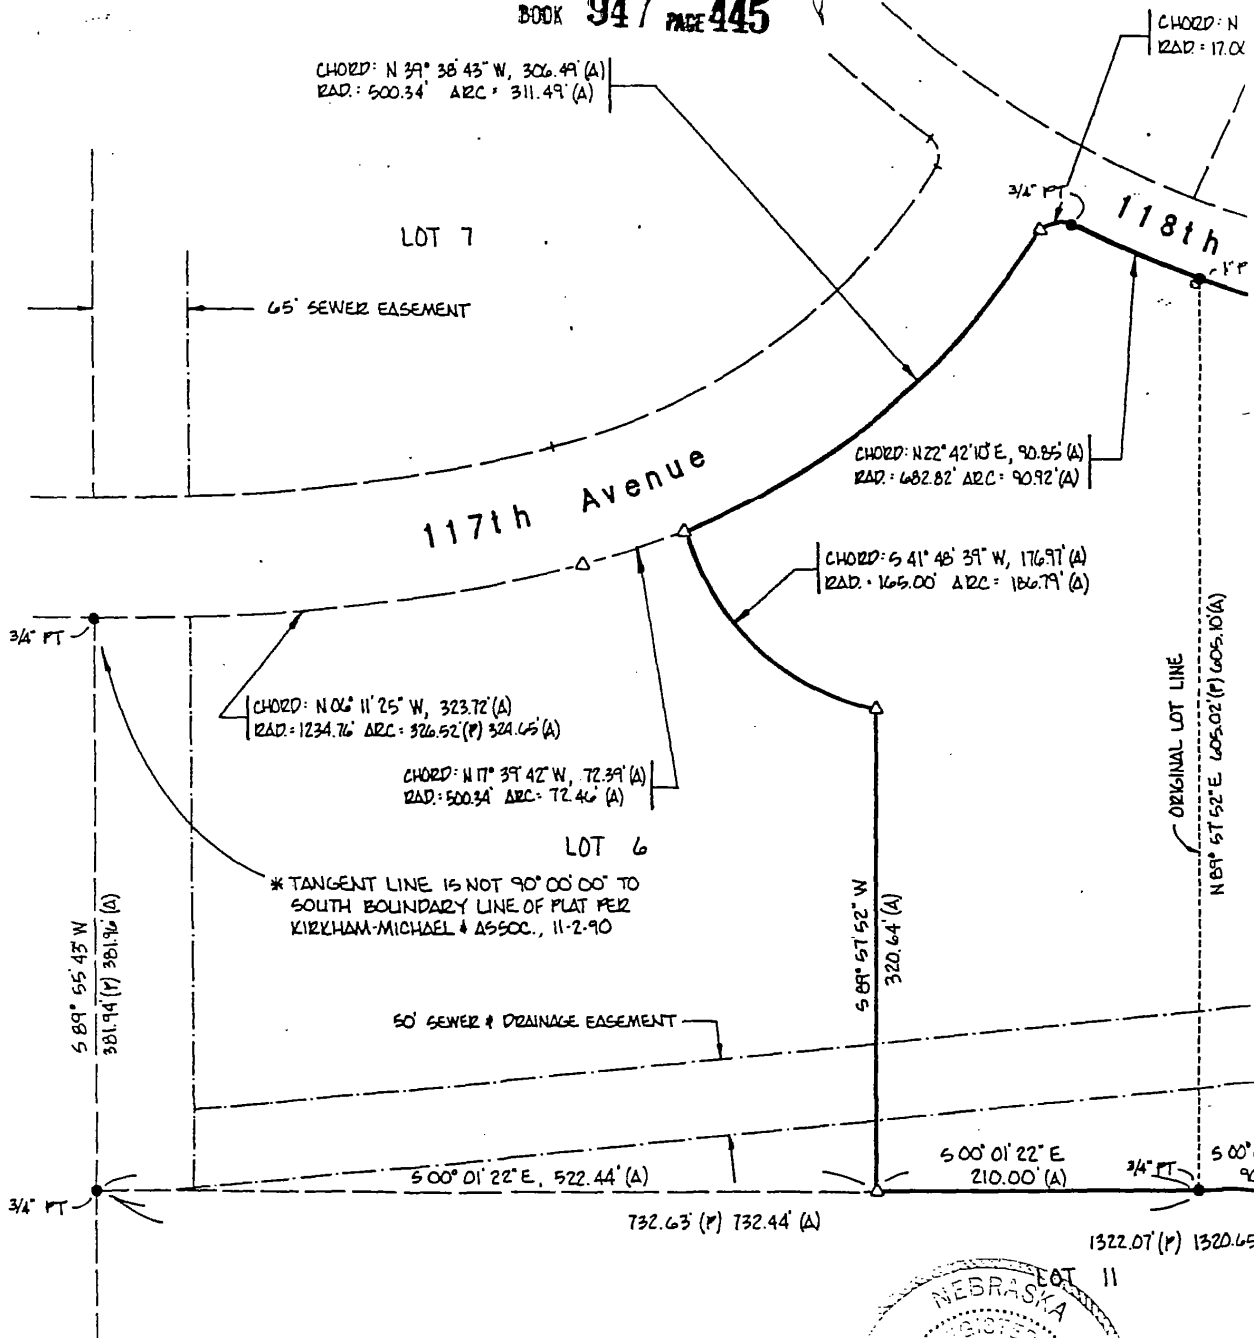 BOOK 947 PAGE 445
CHORD: N
RAD. = 17.0
CHORD: N 39° 38' 43" W, 306.49' (A)
RAD.: 500.34' ARC = 311.49' (A)
3/4" PT
LOT 7
118th
1" P
65' SEWER EASEMENT
CHORD: N 22° 42' 10" E, 90.85' (A)
RAD. = 682.82' ARC = 90.92' (A)
117th Avenue
CHORD: S 41° 48' 39" W, 176.97' (A)
RAD. = 165.00' ARC = 186.79' (A)
3/4" PT
ORIGINAL LOT LINE
N 89° 57' 52" E 605.02' (P) 605.10' (A)
CHORD: N 06° 11' 25" W, 323.72' (A)
RAD. = 1234.76' ARC = 326.52' (P) 324.65' (A)
CHORD: N 17° 39' 42" W, 72.39' (A)
RAD.: 500.34' ARC = 72.46' (A)
LOT 6
* TANGENT LINE IS NOT 90° 00' 00" TO
SOUTH BOUNDARY LINE OF PLAT PER
KIRKHAM-MICHAEL & ASSOC., 11-2-90
S 89° 55' 43" W
381.94' (P) 381.96' (A)
S 89° 57' 52" W
320.64' (A)
50' SEWER & DRAINAGE EASEMENT
S 00° 01' 22" E, 522.44' (A)
S 00° 01' 22" E
210.00' (A)
3/4" PT
S 00°
90
3/4" PT
732.63' (P) 732.44' (A)
1322.07' (P) 1320.65
LOT 11
NEBRASKA